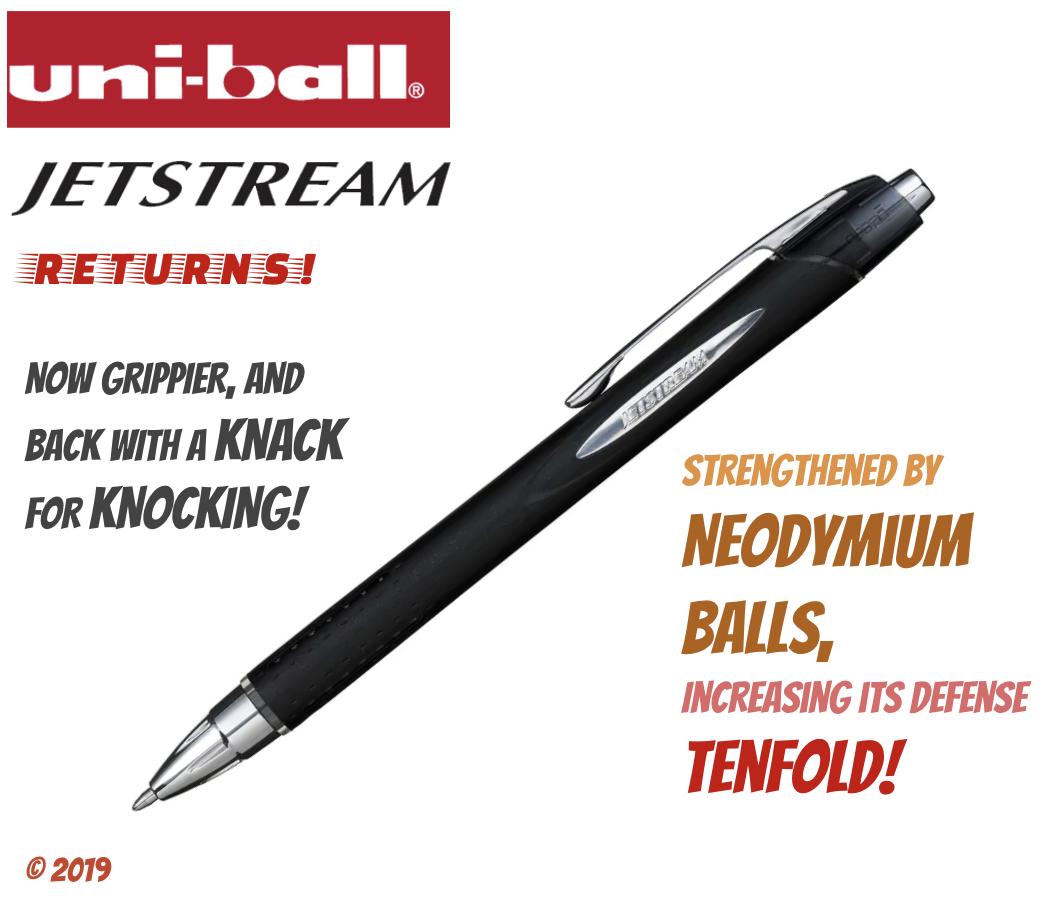 uni-ball®
JETSTREAM
RETURNS!
NOW GRIPPIER, AND
BACK WITH A KNACK
FOR KNOCKING!
JETSTREAM
STRENGTHENED BY
NEODYMIUM
BALLS,
INCREASING ITS DEFENSE
TENFOLD!
© 2019